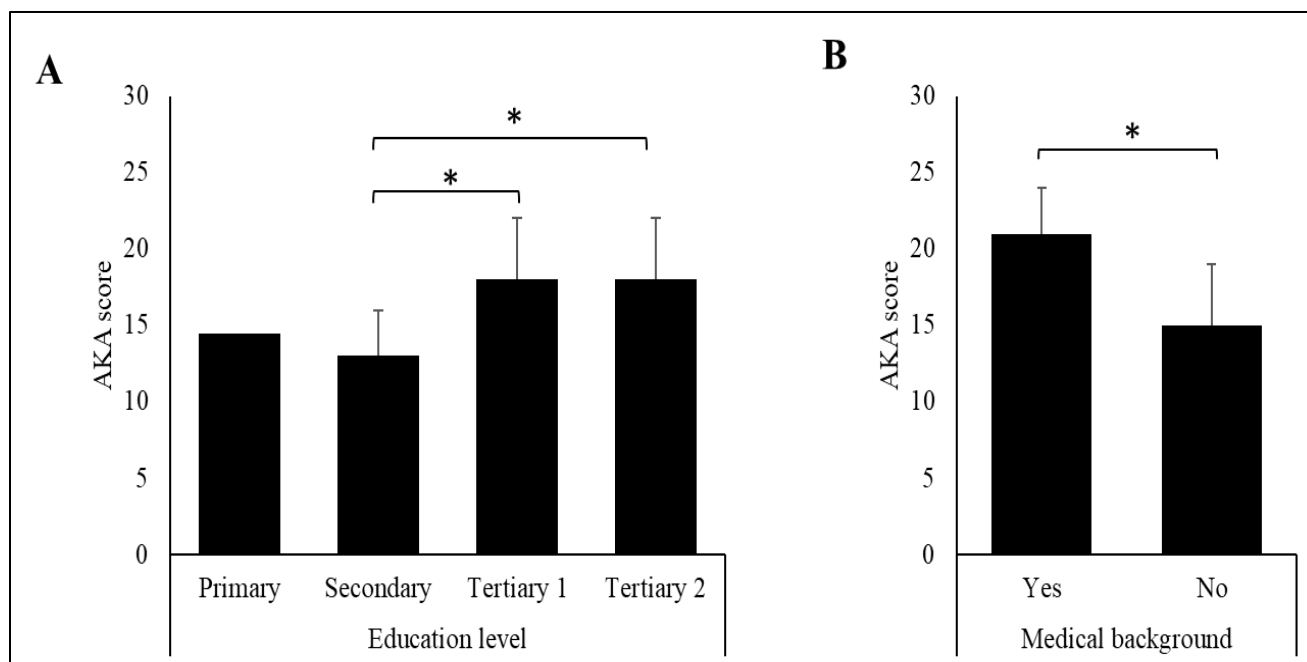 A
30
25
20
15
10
5
0
AKA score
*
*
Primary Secondary Tertiary 1 Tertiary 2
Education level
B
30
25
20
15
10
5
0
AKA score
*
Yes No
Medical background